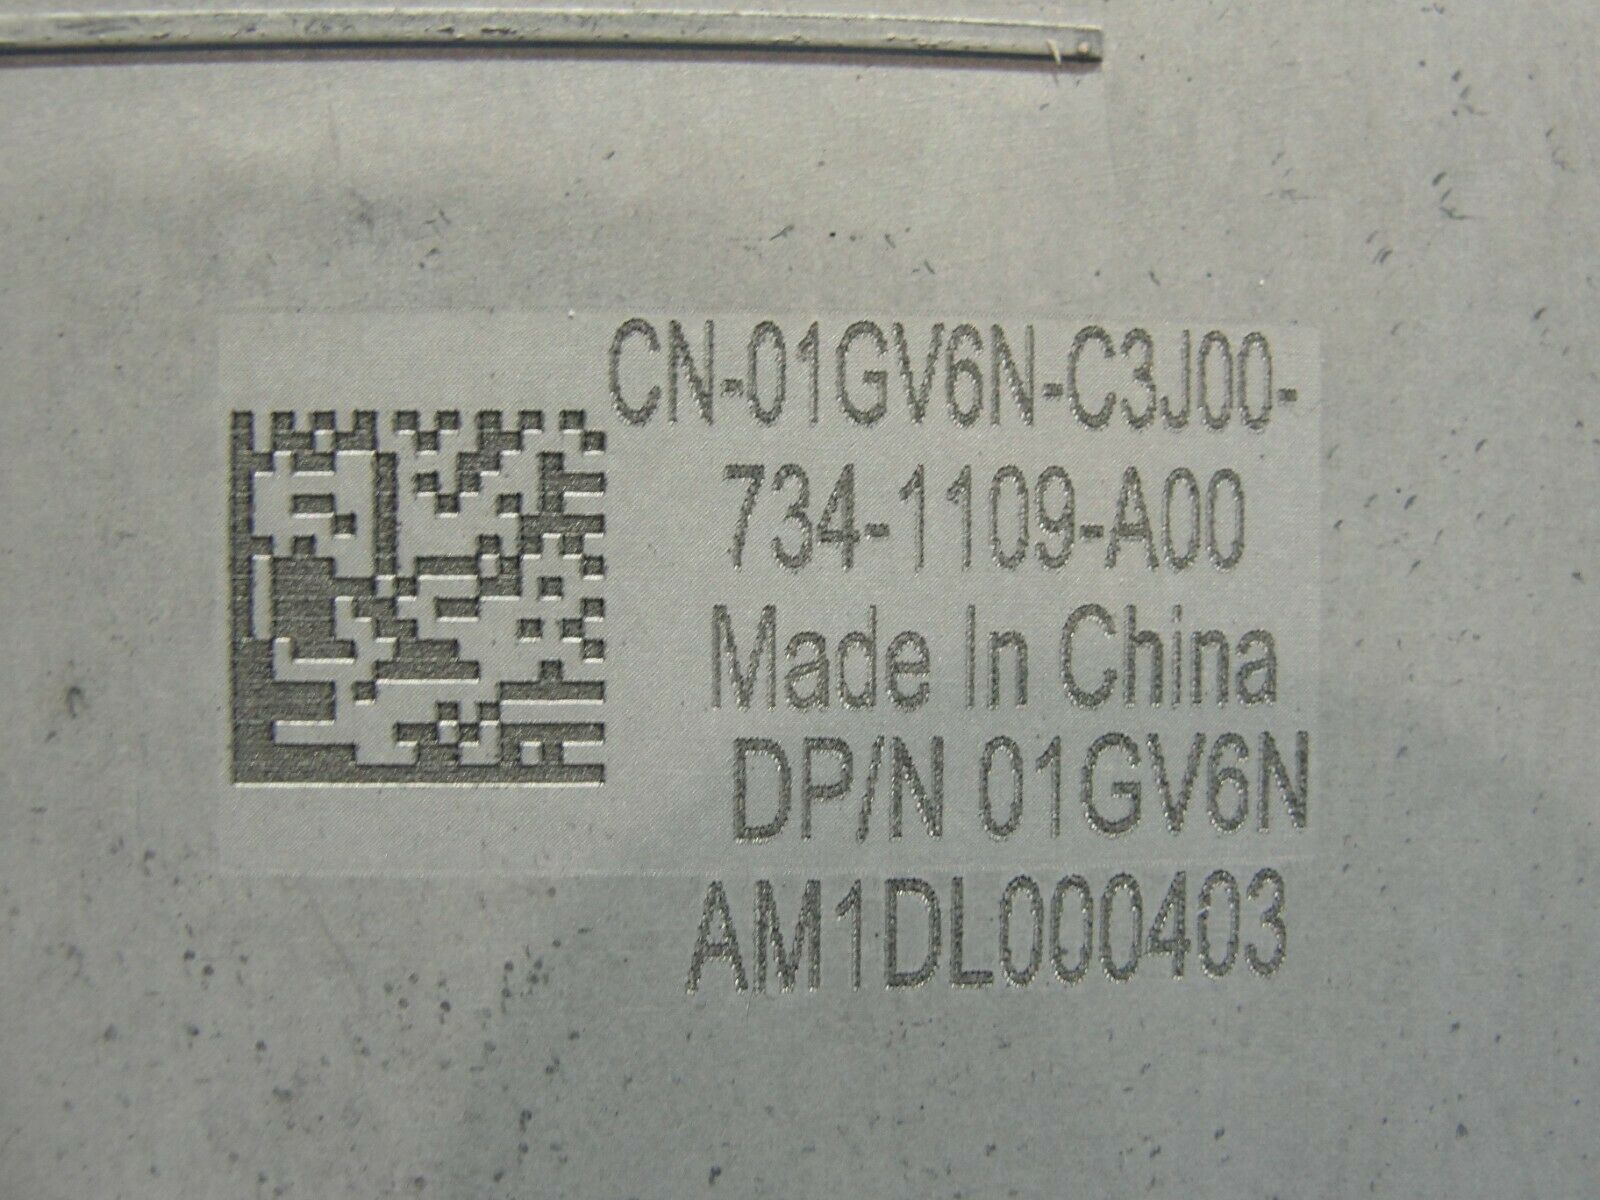 CN-01GV6N-C3J00-
734-1109-A00
Made In China
DP/N 01GV6N
AM1DL000403